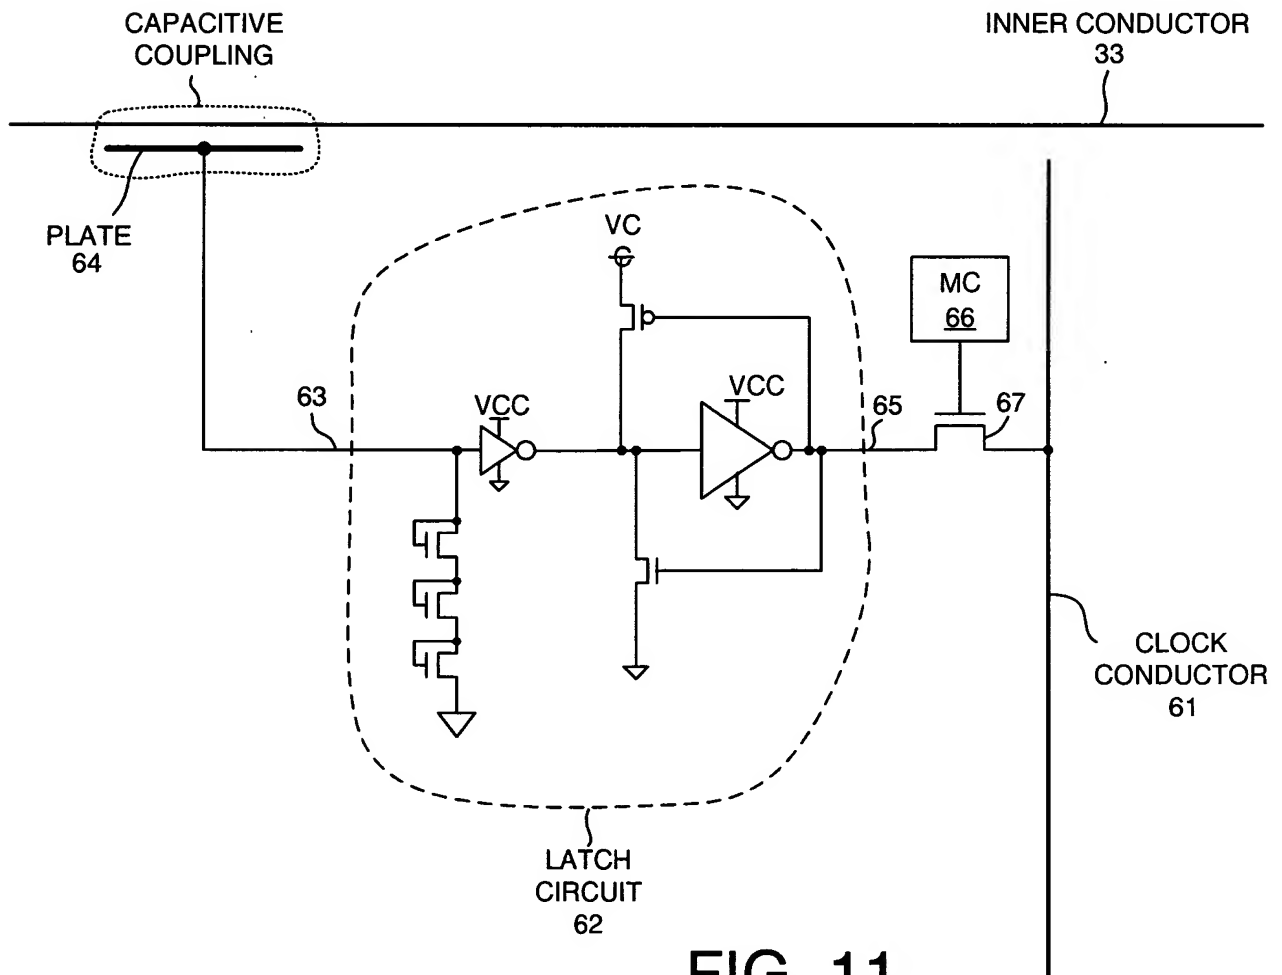 CAPACITIVE
COUPLING
INNER CONDUCTOR
33
PLATE
64
VC
MC
66
63
VCC
VCC
65
67
CLOCK
CONDUCTOR
61
LATCH
CIRCUIT
62
FIG. 11